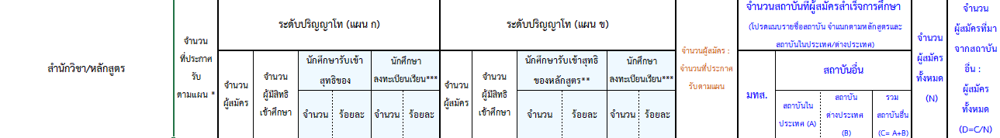 สำนักวิชา/หลักสูตร
จำนวน
ที่ประกาศ
รับ
ตามแผน *
ระดับปริญญาโท (แผน ก)
จำนวน
ผู้สมัคร
จำนวน
ผู้มีสิทธิ
เข้าศึกษา
นักศึกษารับเข้า
สุทธิของ
จำนวน
ร้อยละ
นักศึกษา
ลงทะเบียนเรียน***
จำนวน
ร้อยละ
ระดับปริญญาโท (แผน ข)
จำนวน
ผู้สมัคร
จำนวน
ผู้มีสิทธิ
เข้าศึกษา
นักศึกษารับเข้าสุทธิ
ของหลักสูตร**
จำนวน
ร้อยละ
นักศึกษา
ลงทะเบียนเรียน***
จำนวน
ร้อยละ
จำนวนผู้สมัคร :
จำนวนที่ประกาศ
รับตามแผน
จำนวนสถาบันที่ผู้สมัครสำเร็จการศึกษา
(โปรดแนบรายชื่อสถาบัน จำแนกตามหลักสูตรและ
สถาบันในประเทศ/ต่างประเทศ)
มทส.
สถาบันอื่น
สถาบันใน
ประเทศ (A)
สถาบัน
ต่างประเทศ
(B)
รวม
สถาบันอื่น
(C= A+B)
จำนวน
ผู้สมัคร
ทั้งหมด
(N)
จำนวน
ผู้สมัครที่มา
จากสถาบัน
อื่น :
ผู้สมัคร
ทั้งหมด
(D=C/N)